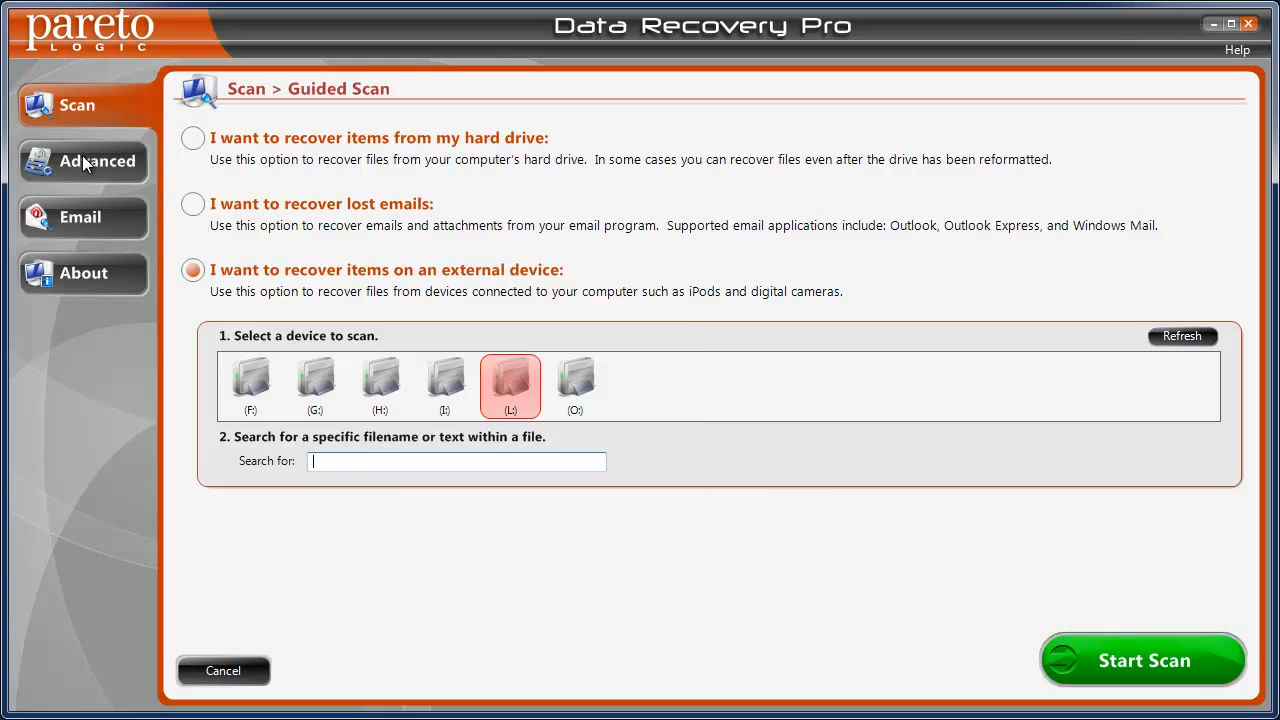 pareto
LOGIC
Data Recovery Pro
Help
Scan
Advanced
Email
About
Scan > Guided Scan
I want to recover items from my hard drive:
Use this option to recover files from your computer's hard drive. In some cases you can recover files even after the drive has been reformatted.
I want to recover lost emails:
Use this option to recover emails and attachments from your email program. Supported email applications include: Outlook, Outlook Express, and Windows Mail.
I want to recover items on an external device:
Use this option to recover files from devices connected to your computer such as iPods and digital cameras.
1. Select a device to scan.
Refresh
(F:) (G:) (H:) (I:) (L:) (O:)
2. Search for a specific filename or text within a file.
Search for:
Cancel
Start Scan